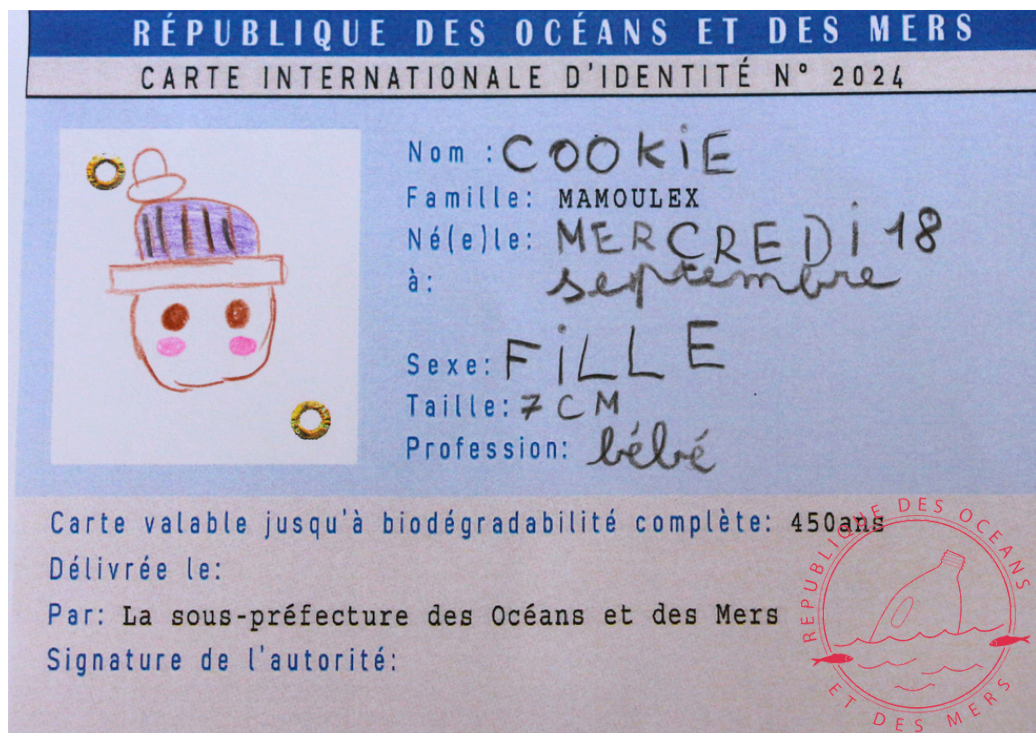 RÉPUBLIQUE DES OCÉANS ET DES MERS
CARTE INTERNATIONALE D'IDENTITÉ N° 2024
Nom : COOKiE
Famille: MAMOULEX
Né(e)le: MERCREDi 18
à: septembre
Sexe: FiLLE
Taille: 7 CM
Profession: bébé
Carte valable jusqu'à biodégradabilité complète: 450ans
Délivrée le:
Par: La sous-préfecture des Océans et des Mers
Signature de l'autorité:
REPUBLIQUE DES OCEANS
ET DES MERS